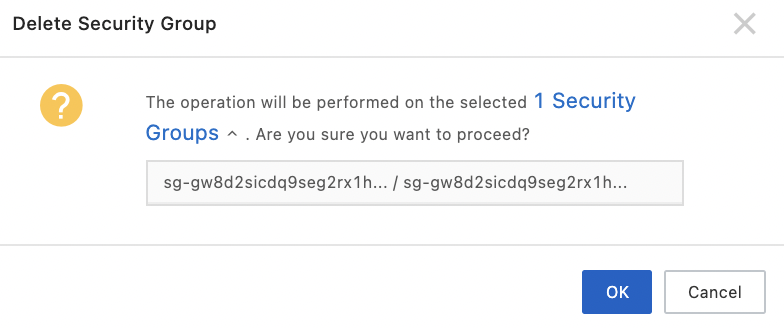 Delete Security Group
The operation will be performed on the selected 1 Security
Groups . Are you sure you want to proceed?
sg-gw8d2sicdq9seg2rx1h... / sg-gw8d2sicdq9seg2rx1h...
OK Cancel